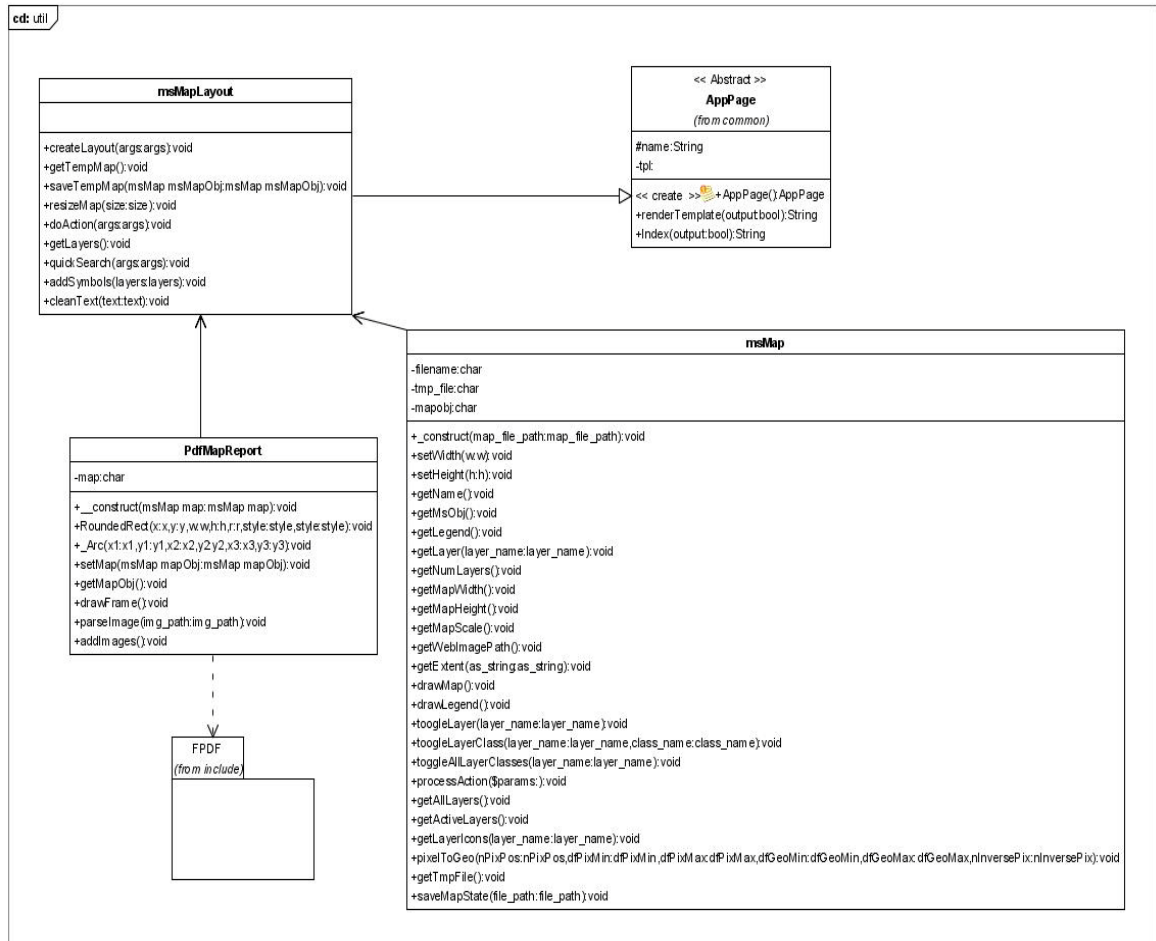 cd: util
msMapLayout
+createLayout(args:args):void
+getTempMap():void
+saveTempMap(msMap msMapObj:msMap msMapObj):void
+resizeMap(size:size):void
+doAction(args:args):void
+getLayers():void
+quickSearch(args:args):void
+addSymbols(layers:layers):void
+cleanText(text:text):void
<< Abstract >>
AppPage
(from common)
#name:String
-tpl:
<< create >>+AppPage():AppPage
+renderTemplate(output:bool):String
+Index(output:bool):String
msMap
-filename:char
-tmp_file:char
-mapobj:char
+_construct(map_file_path:map_file_path):void
+setWidth(w:w):void
+setHeight(h:h):void
+getName():void
+getMsObj():void
+getLegend():void
+getLayer(layer_name:layer_name):void
+getNumLayers():void
+getMapWidth():void
+getMapHeight():void
+getMapScale():void
+getWebImagePath():void
+getExtent(as_string:as_string):void
+drawMap():void
+drawLegend():void
+toogleLayer(layer_name:layer_name):void
+toogleLayerClass(layer_name:layer_name,class_name:class_name):void
+toggleAllLayerClasses(layer_name:layer_name):void
+processAction($params:):void
+getAllLayers():void
+getActiveLayers():void
+getLayerIcons(layer_name:layer_name):void
+pixelToGeo(nPixPos:nPixPos,dfPixMin:dfPixMin,dfPixMax:dfPixMax,dfGeoMin:dfGeoMin,dfGeoMax:dfGeoMax,nInversePix:nInversePix):void
+getTmpFile():void
+saveMapState(file_path:file_path):void
PdfMapReport
-map:char
+__construct(msMap map:msMap map):void
+RoundedRect(x:x,y:y,w:w,h:h,r:r,style:style,style:style):void
+_Arc(x1:x1,y1:y1,x2:x2,y2:y2,x3:x3,y3:y3):void
+setMap(msMap mapObj:msMap mapObj):void
+getMapObj():void
+drawFrame():void
+parseImage(img_path:img_path):void
+addImages():void
FPDF
(from include)